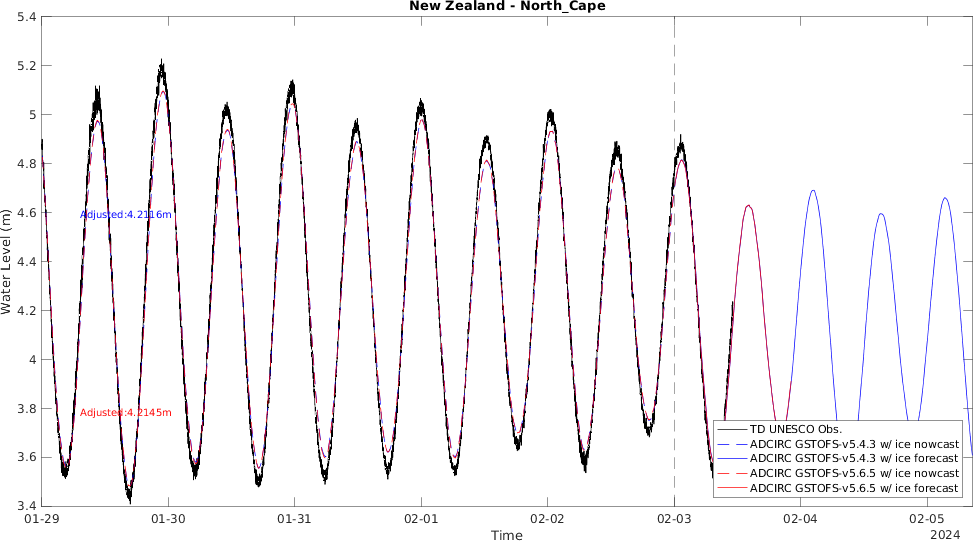 New Zealand - North_Cape
5.4
5.2
5
4.8
4.6
4.4
4.2
4
3.8
3.6
3.4
Water Level (m)
Adjusted:4.2116m
Adjusted:4.2145m
TD UNESCO Obs.
ADCIRC GSTOFS-v5.4.3 w/ ice nowcast
ADCIRC GSTOFS-v5.4.3 w/ ice forecast
ADCIRC GSTOFS-v5.6.5 w/ ice nowcast
ADCIRC GSTOFS-v5.6.5 w/ ice forecast
01-29 01-30 01-31 02-01 02-02 02-03 02-04 02-05
Time
2024